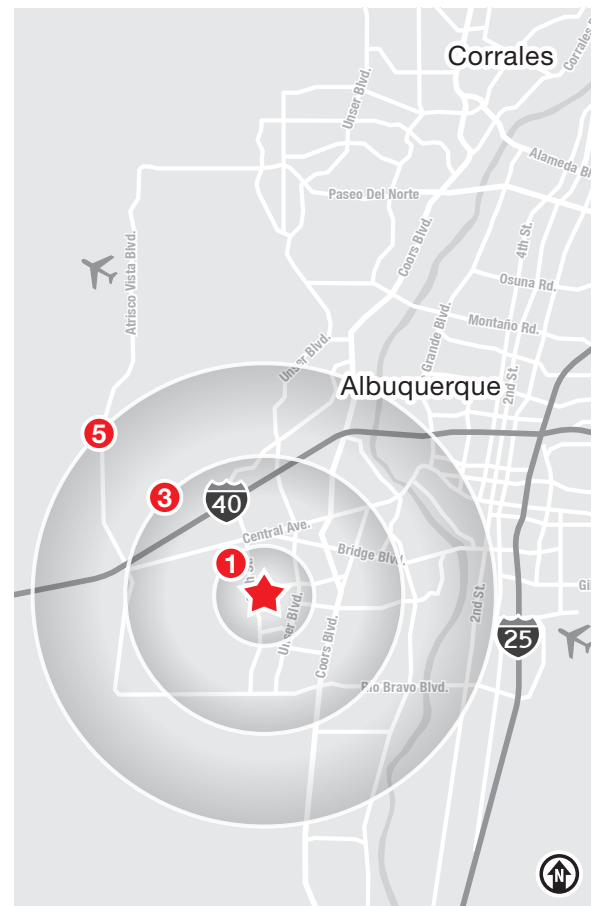 Corrales
Corrales
Unser Blvd.
Alameda
Paseo Del Norte
4th St.
Coors Blvd.
Osuna Rd.
Atrisco Vista Blvd.
Montaño Rd.
Grande Blvd.
Unser Blvd.
2nd St.
Albuquerque
5
3
40
Central Ave.
1
Bridge Blvd.
2nd St.
Unser Blvd.
Coors Blvd.
25
Rio Bravo Blvd.
N